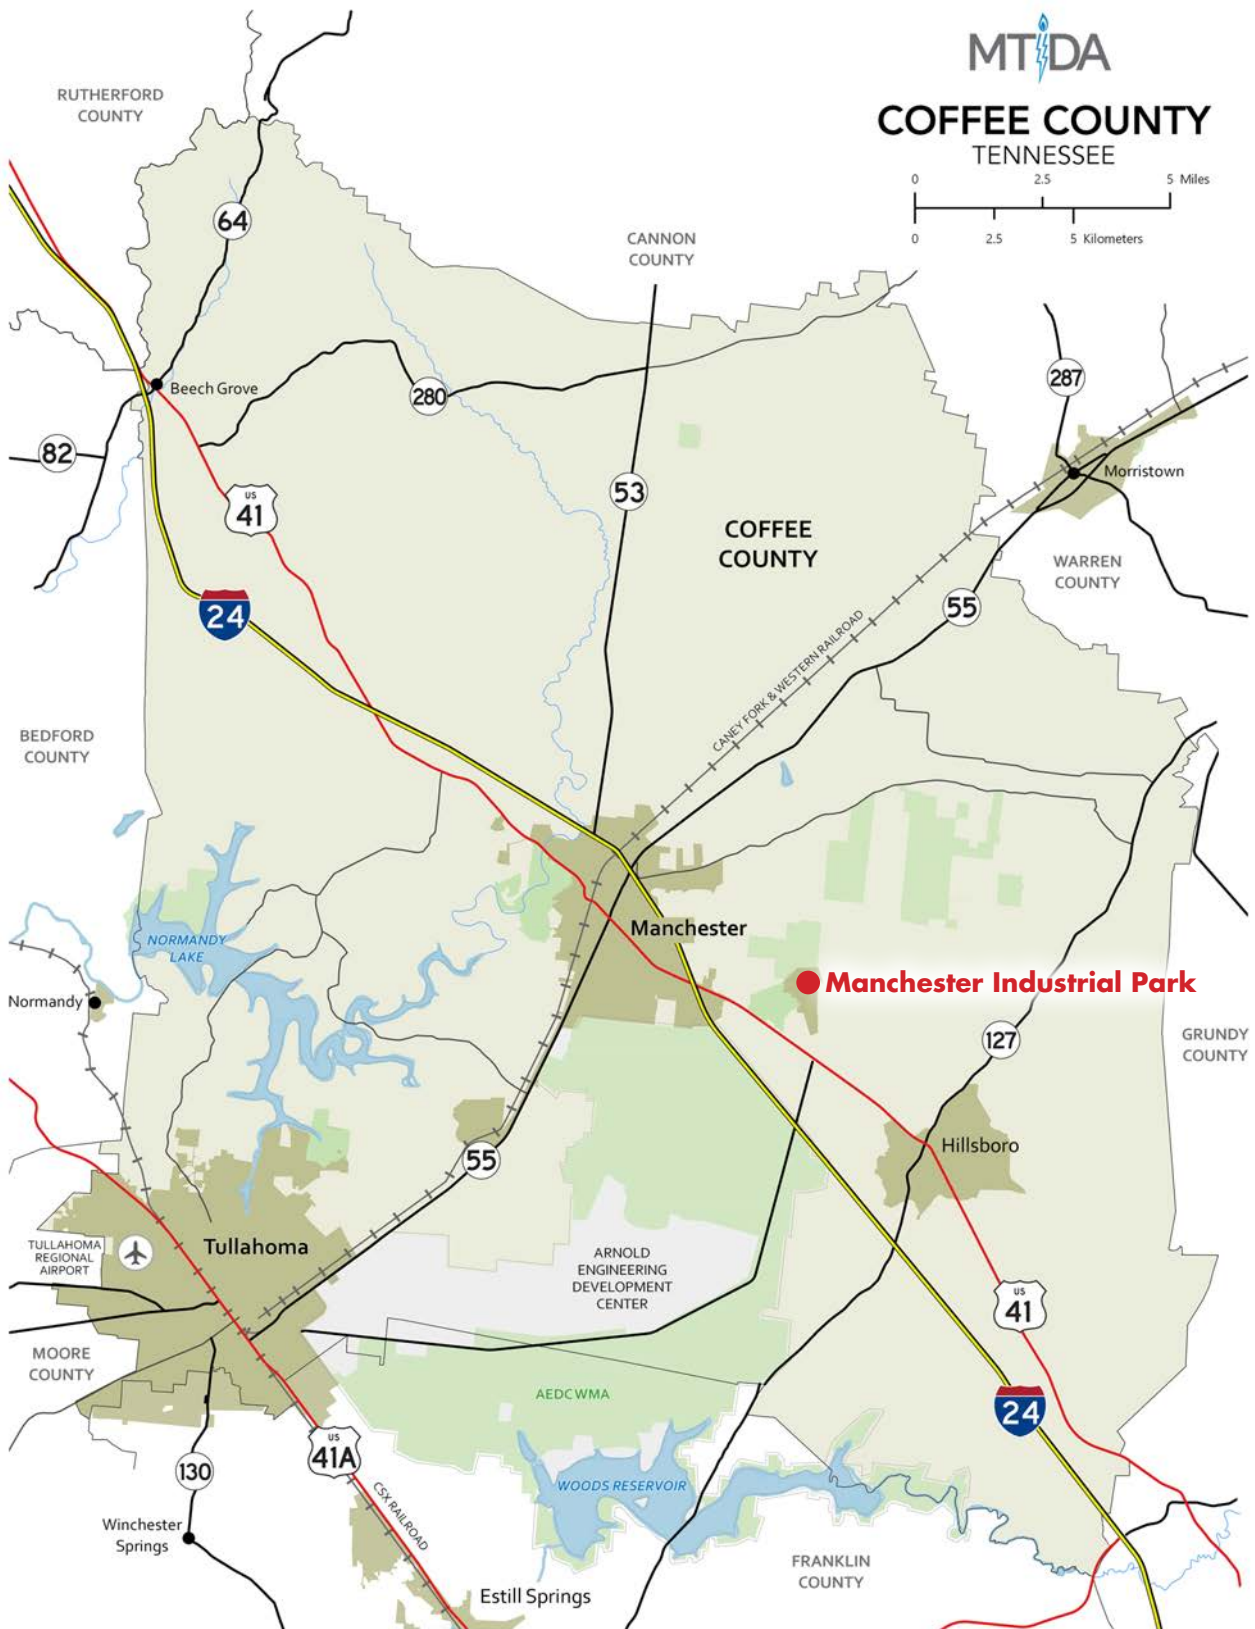 MTIDA
COFFEE COUNTY
TENNESSEE
0 2.5 5 Miles
0 2.5 5 Kilometers
RUTHERFORD
COUNTY
64
CANNON
COUNTY
287
Beech Grove
280
82
Morristown
53
US
41
COFFEE
COUNTY
WARREN
COUNTY
55
24
CANEY FORK & WESTERN RAILROAD
BEDFORD
COUNTY
Manchester
NORMANDY
LAKE
Manchester Industrial Park
Normandy
127
GRUNDY
COUNTY
Hillsboro
55
Tullahoma
TULLAHOMA
REGIONAL
AIRPORT
ARNOLD
ENGINEERING
DEVELOPMENT
CENTER
US
41
MOORE
COUNTY
AEDC WMA
24
US
41A
130
WOODS RESERVOIR
CSX RAILROAD
Winchester
Springs
FRANKLIN
COUNTY
Estill Springs